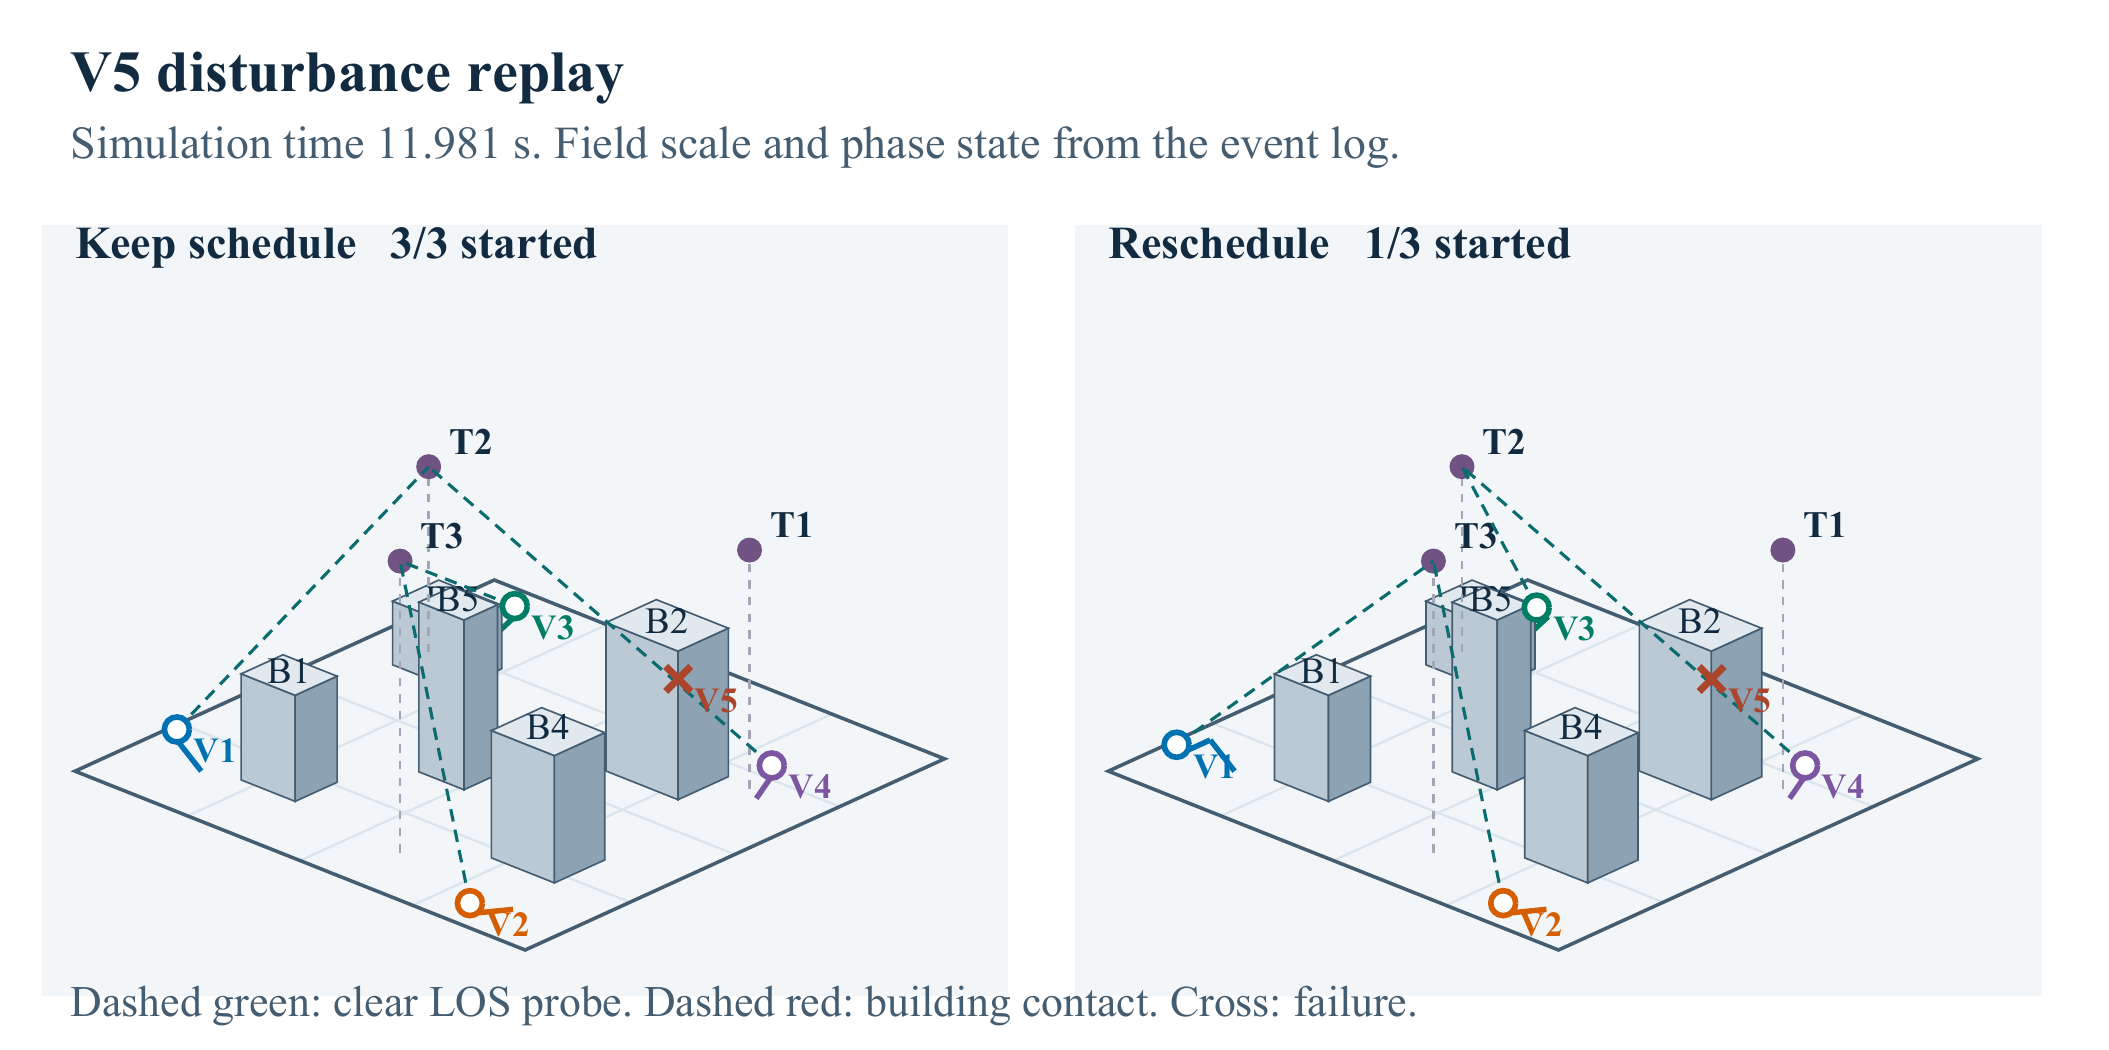 V5 disturbance replay
Simulation time 11.981 s. Field scale and phase state from the event log.
Keep schedule 3/3 started
T2
T1
T3
B5
V3
B2
B1
V5
B4
V1
V4
V2
Reschedule 1/3 started
T2
T1
T3
B5
V3
B2
B1
V5
B4
V1
V4
V2
Dashed green: clear LOS probe. Dashed red: building contact. Cross: failure.